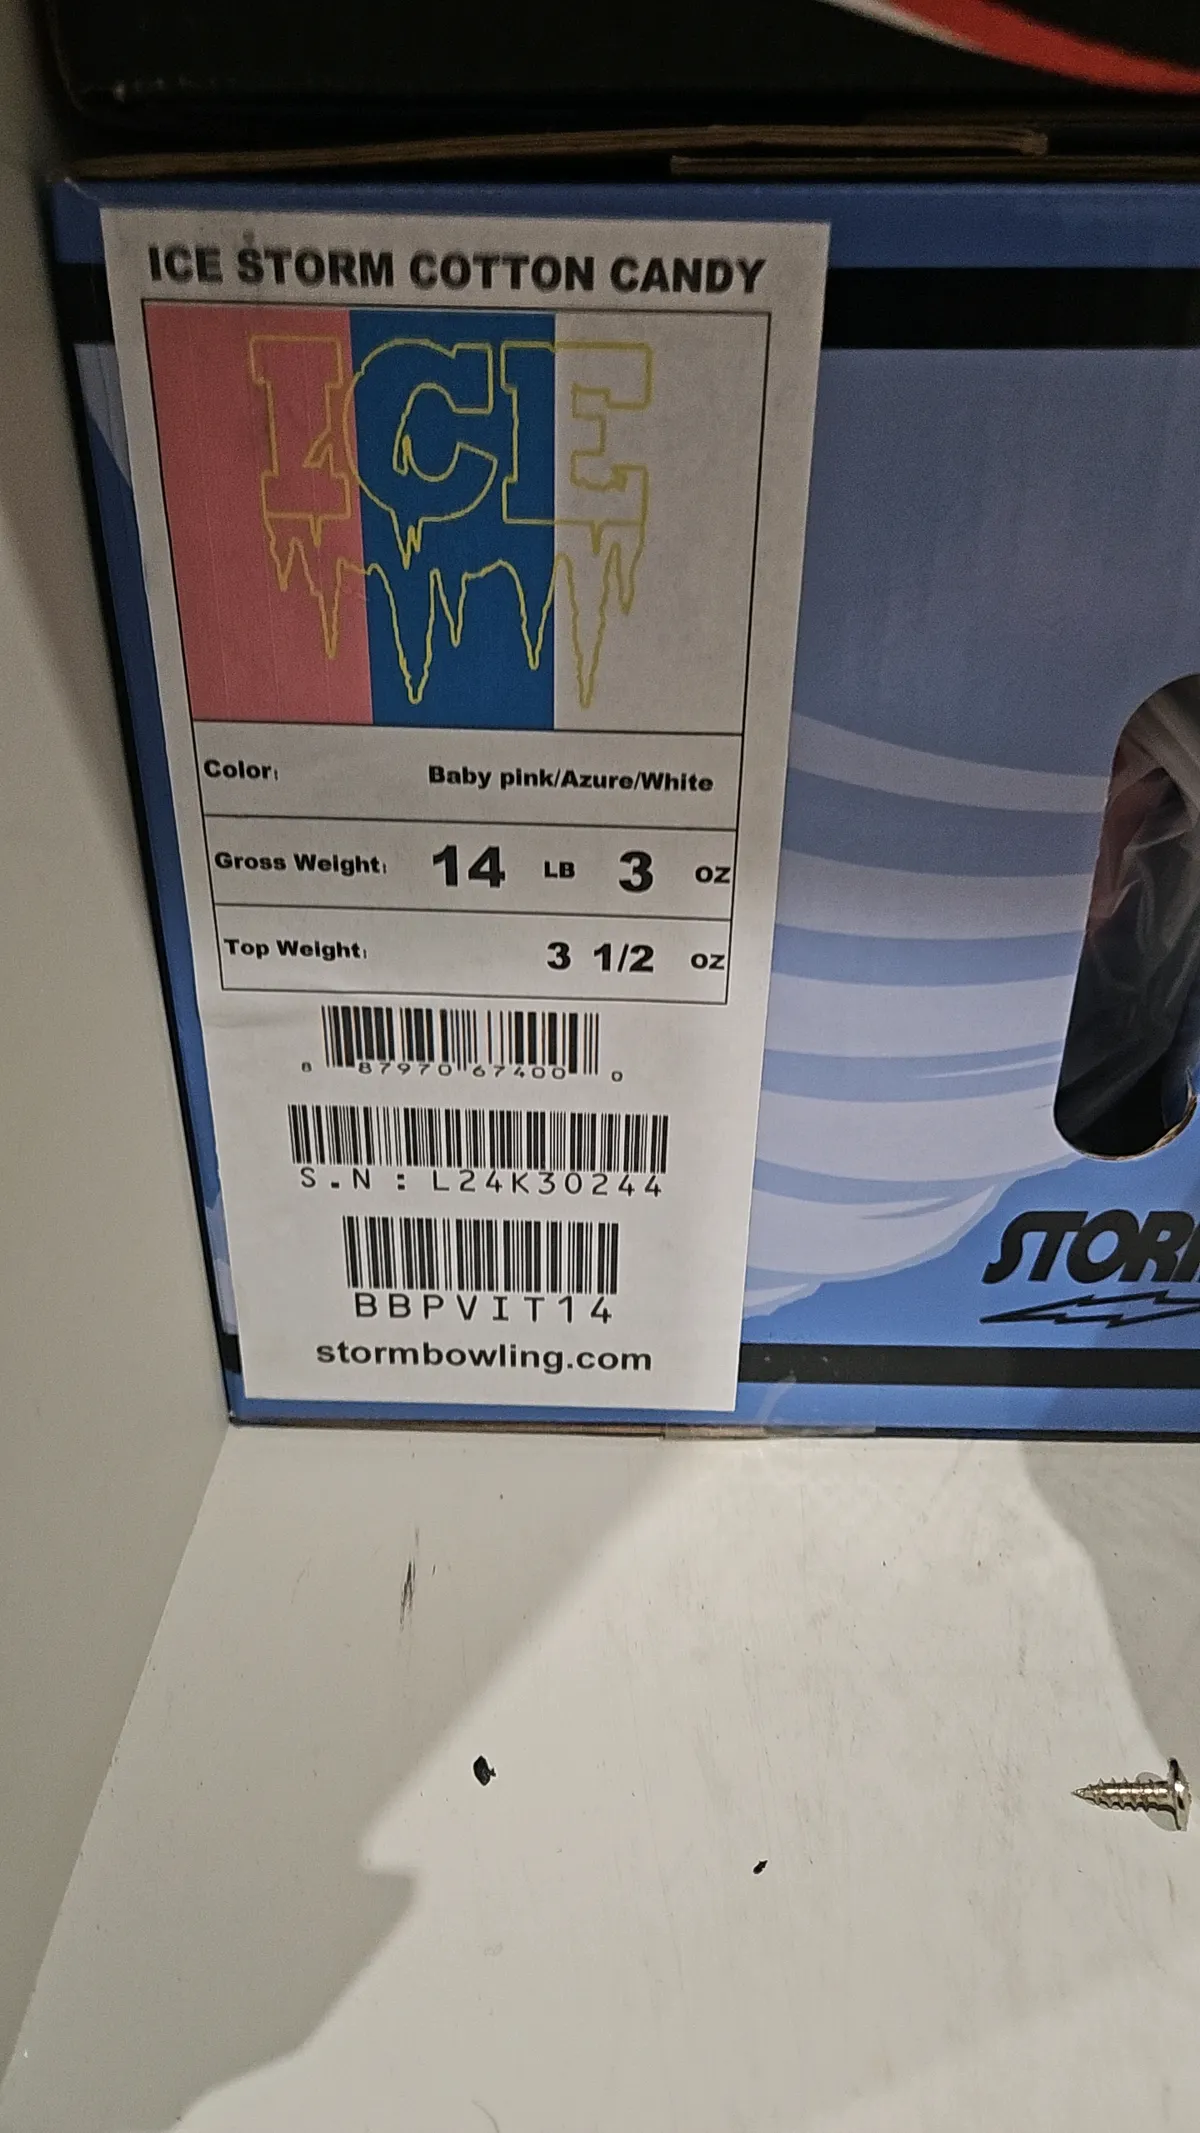 ICE STORM COTTON CANDY
ICE
Color: Baby pink/Azure/White
Gross Weight: 14 LB 3 oz
Top Weight: 3 1/2 oz
8 87970 67400 0
S.N : L24K30244
BBPVIT14
stormbowling.com
STORM